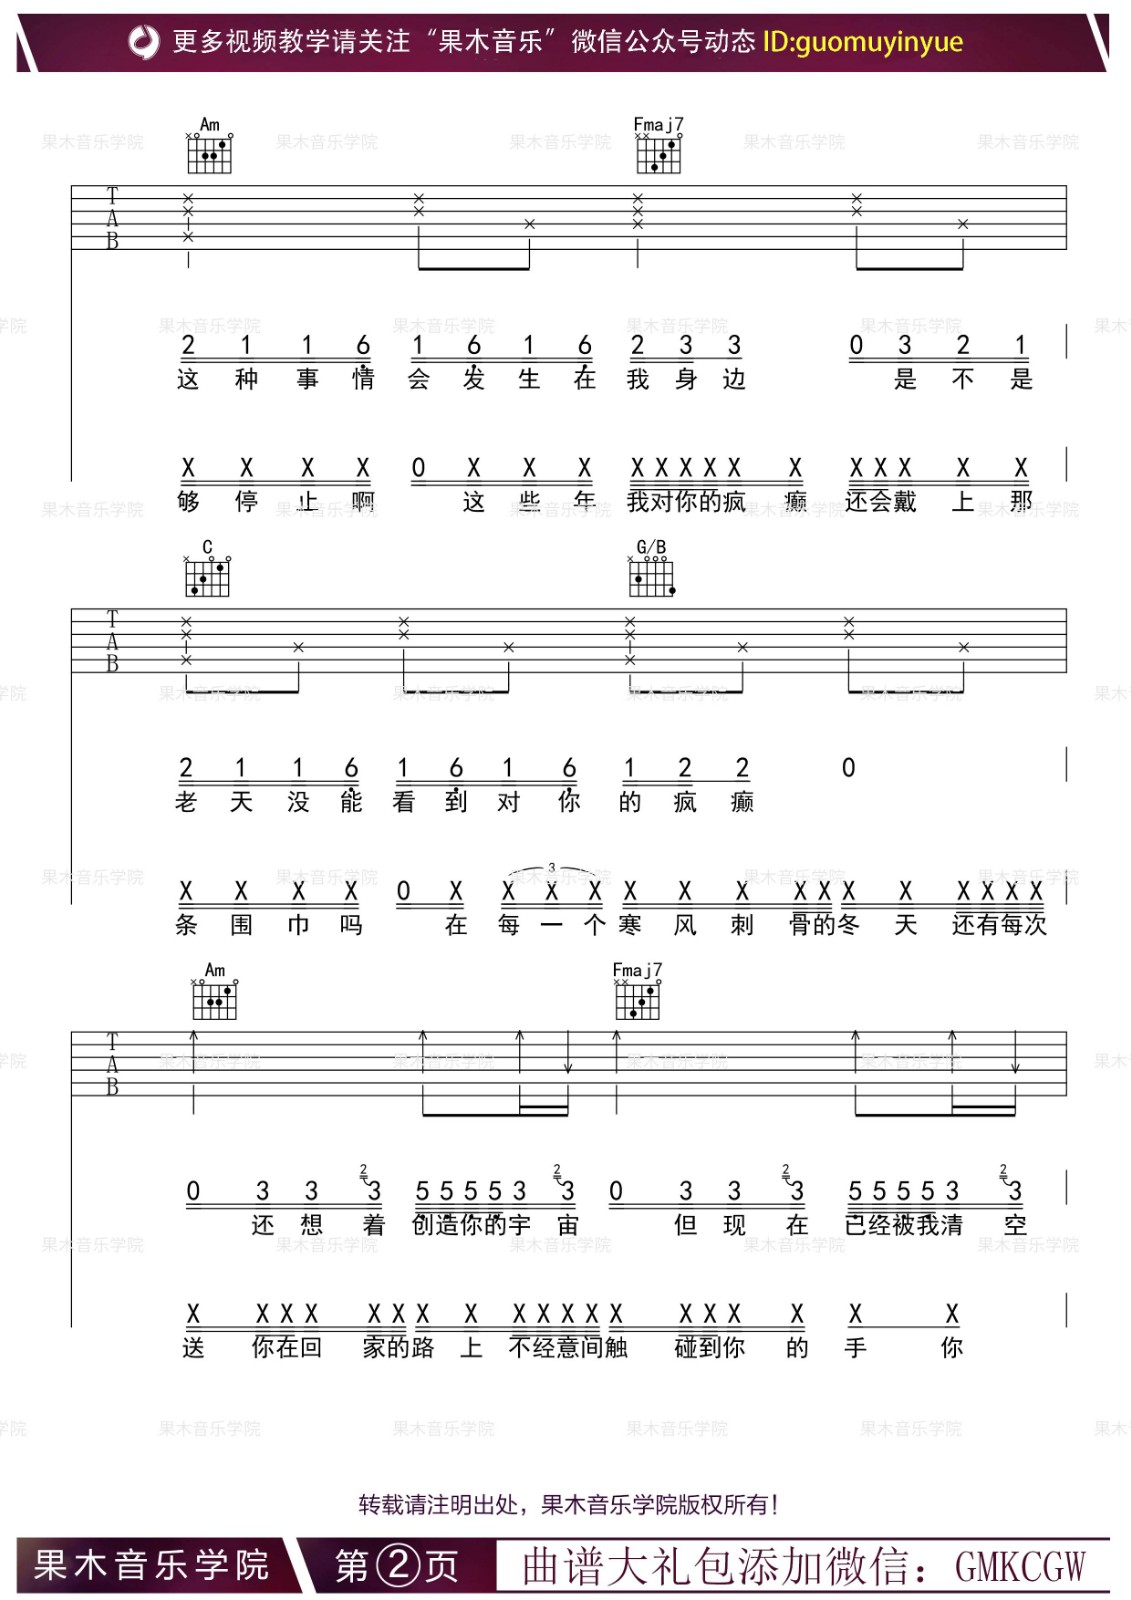 更多视频教学请关注“果木音乐”微信公众号动态 ID:guomuyinyue
Am Fmaj7
T
A
B
2 1 1 6 1 6 1 6 2 3 3 0 3 2 1
这种事情会发生在我身边 是不是
X X X X 0 X X X X X X X X X X X X X X
够停止啊 这些年我对你的疯癫还会戴上那
C G/B
T
A
B
2 1 1 6 1 6 1 6 1 2 2 0
老天没能看到对你的疯癫
3
X X X X 0 X X X X X X X X X X X X X X X
条围巾吗 在每一个寒风刺骨的冬天还有每次
Am Fmaj7
T
A
B
2 2 2 2
0 3 3 3 5 5 5 5 3 3 0 3 3 3 5 5 5 5 3 3
还想着创造你的宇宙 但现在已经被我清空
X X X X X X X X X X X X X X X X X X X X
送你在回家的路上不经意间触碰到你的手 你
转载请注明出处，果木音乐学院版权所有！
果木音乐学院 第②页 曲谱大礼包添加微信：GMKCGW
果木音乐学院